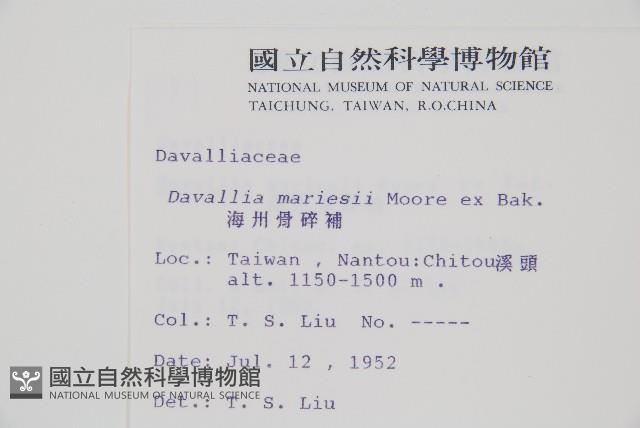 國立自然科學博物館
NATIONAL MUSEUM OF NATURAL SCIENCE
TAICHUNG, TAIWAN, R.O.CHINA
Davalliaceae
Davallia mariesii Moore ex Bak.
海州骨碎補
Loc.: Taiwan , Nantou:Chitou溪頭
alt. 1150-1500 m .
Col.: T. S. Liu No. -----
Date: Jul. 12 , 1952
國立自然科學博物館
NATIONAL MUSEUM OF NATURAL SCIENCE
Det.: T. S. Liu